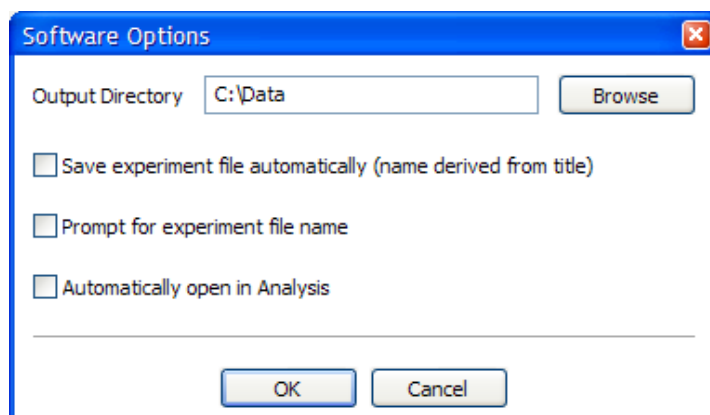 Software Options
Output Directory C:\Data Browse
Save experiment file automatically (name derived from title)
Prompt for experiment file name
Automatically open in Analysis
OK Cancel